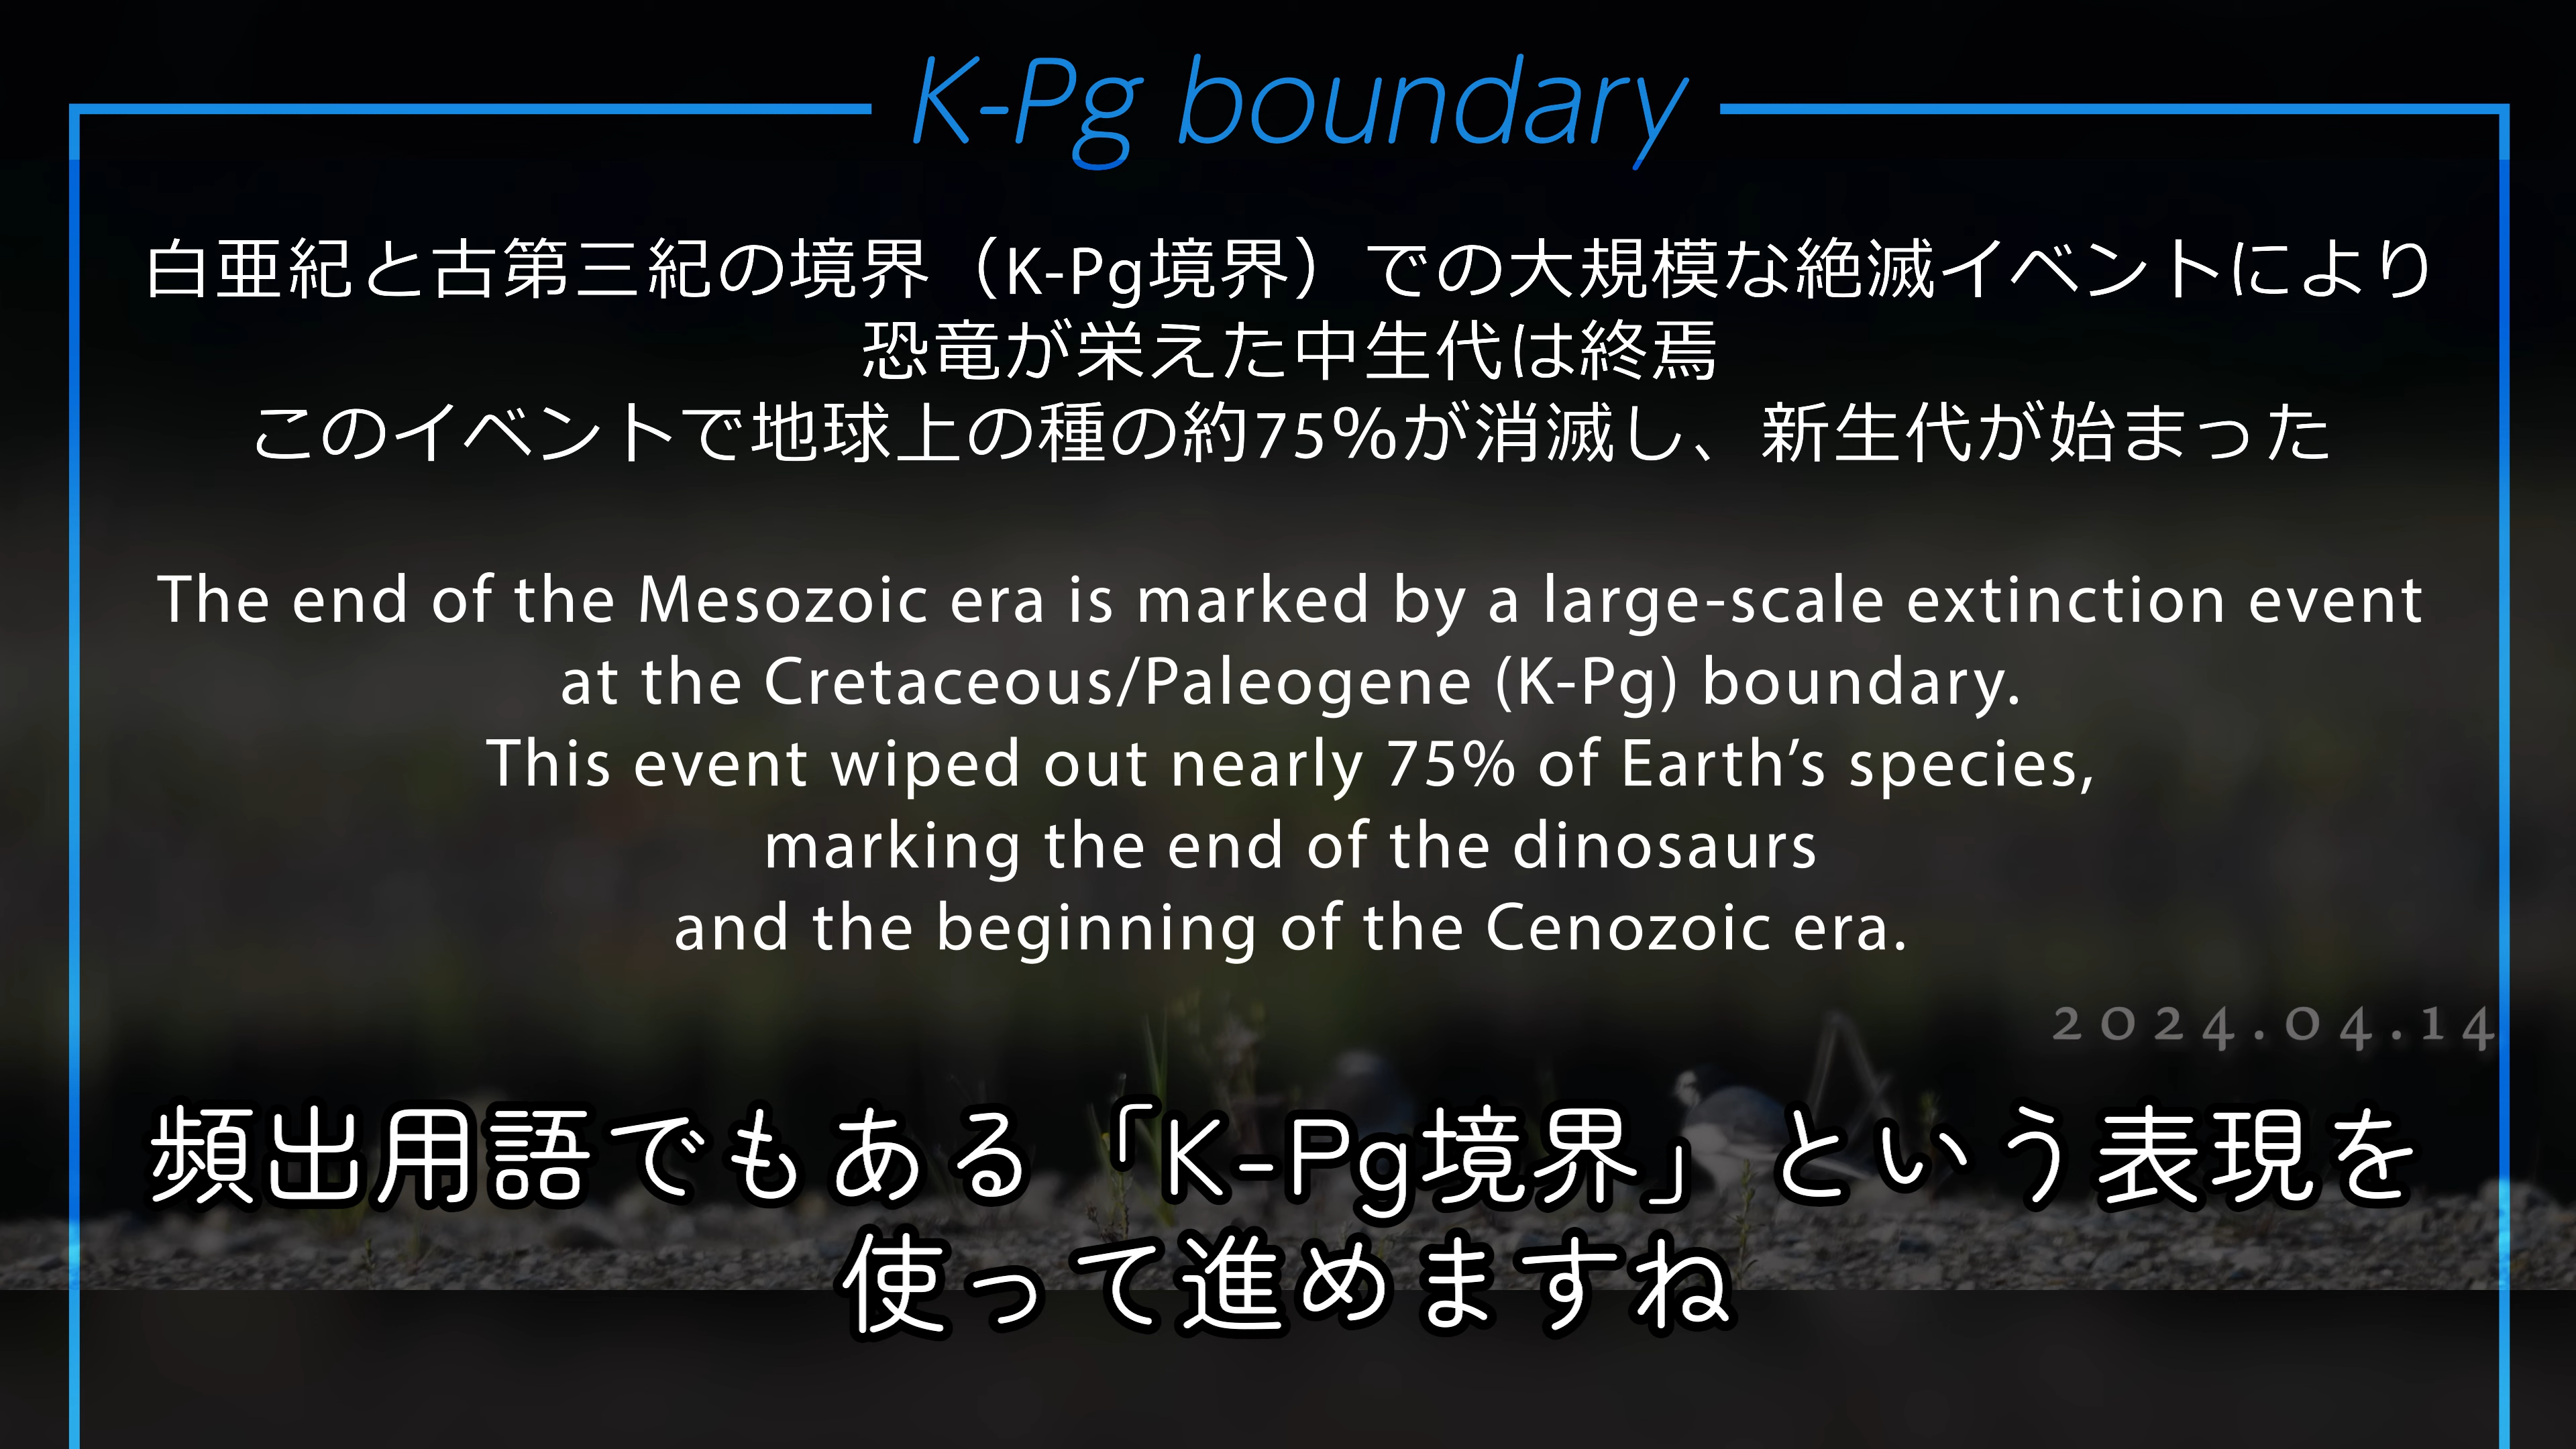 K-Pg boundary
白亜紀と古第三紀の境界（K-Pg境界）での大規模な絶滅イベントにより
恐竜が栄えた中生代は終焉
このイベントで地球上の種の約75%が消滅し、新生代が始まった
The end of the Mesozoic era is marked by a large-scale extinction event
at the Cretaceous/Paleogene (K-Pg) boundary.
This event wiped out nearly 75% of Earth’s species,
marking the end of the dinosaurs
and the beginning of the Cenozoic era.
2024.04.14
頻出用語でもある「K-Pg境界」という表現を
使って進めますね